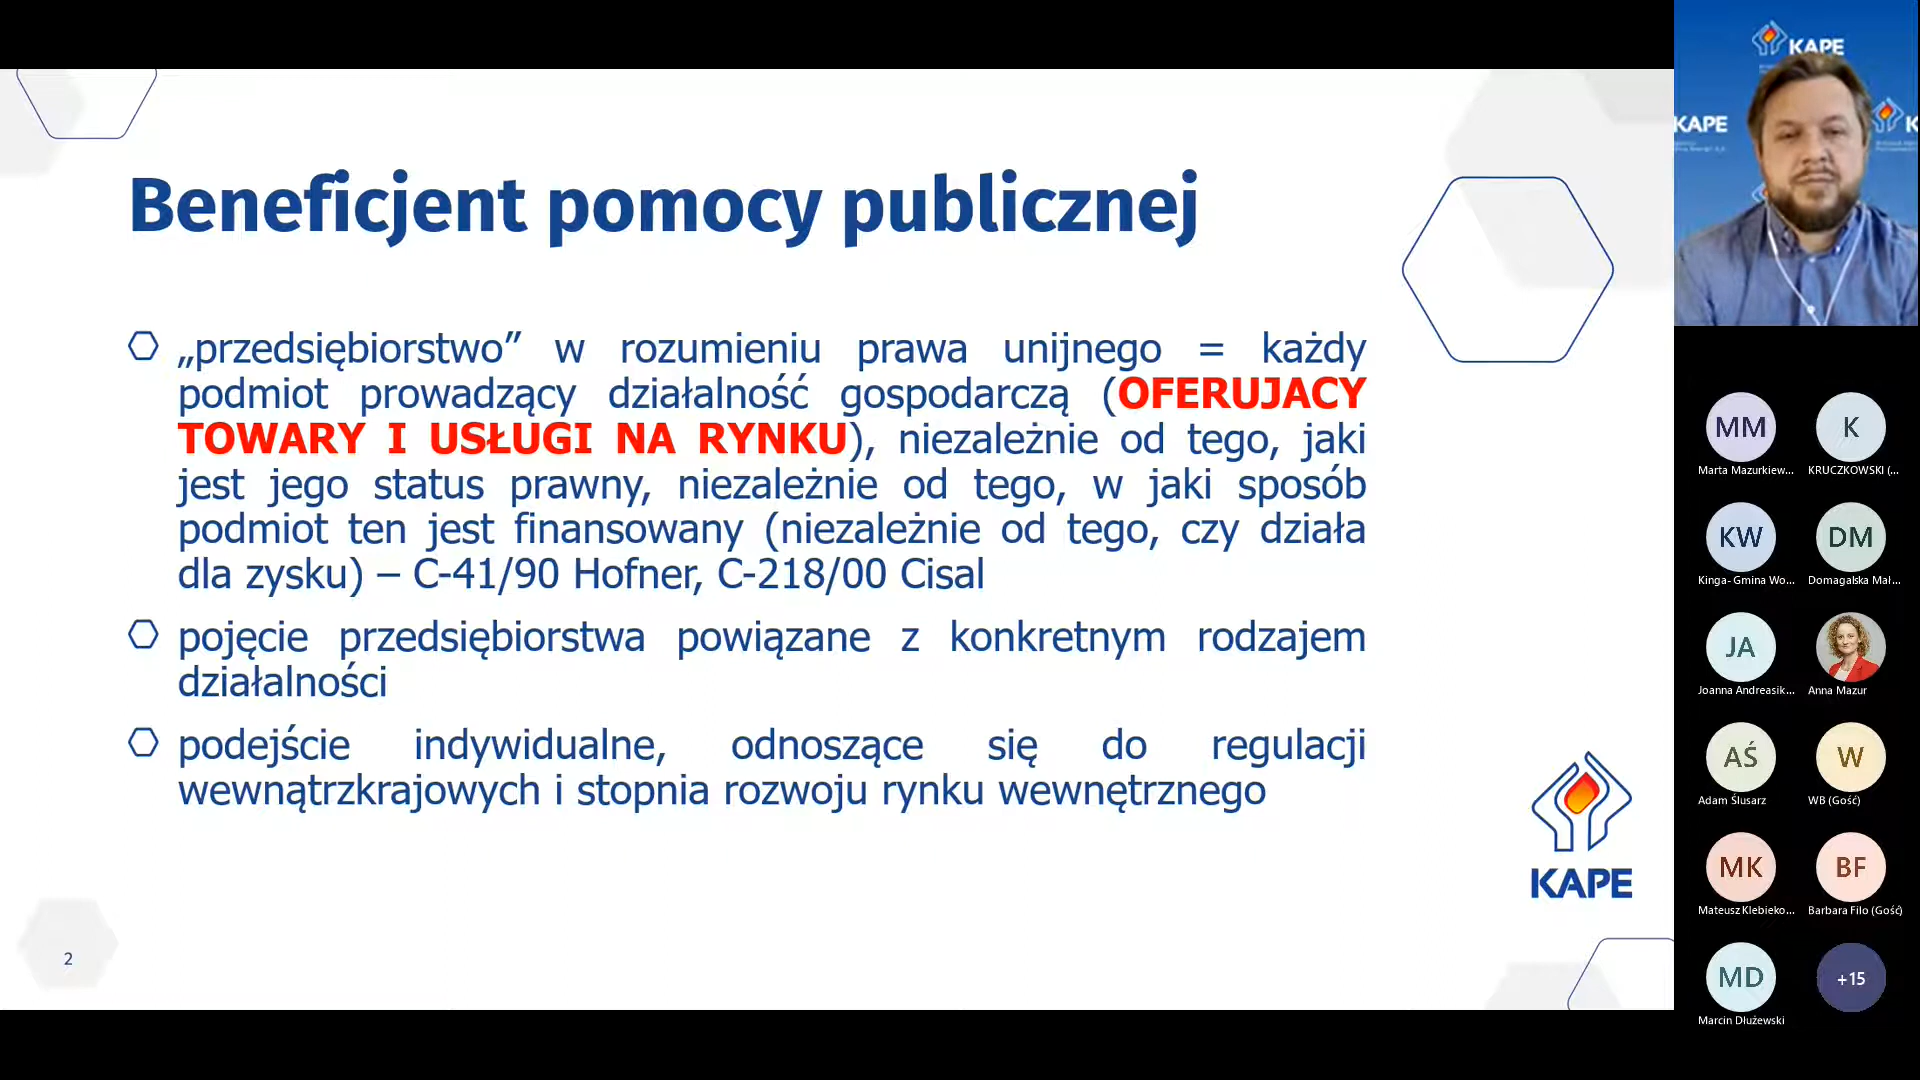 Beneficjent pomocy publicznej
„przedsiębiorstwo” w rozumieniu prawa unijnego = każdy
podmiot prowadzący działalność gospodarczą (OFERUJACY
TOWARY I USŁUGI NA RYNKU), niezależnie od tego, jaki
jest jego status prawny, niezależnie od tego, w jaki sposób
podmiot ten jest finansowany (niezależnie od tego, czy działa
dla zysku) – C-41/90 Hofner, C-218/00 Cisal
pojęcie przedsiębiorstwa powiązane z konkretnym rodzajem
działalności
podejście indywidualne, odnoszące się do regulacji
wewnątrzkrajowych i stopnia rozwoju rynku wewnętrznego
KAPE
2
KAPE
KAPE
K
MM
Marta Mazurkiew...
K
KRUCZKOWSKI (...
KW
Kinga- Gmina Wo...
DM
Domagalska Mał...
JA
Joanna Andreasik...
Anna Mazur
AŚ
Adam Ślusarz
W
WB (Gość)
MK
Mateusz Klebieko...
BF
Barbara Filo (Gość)
MD
Marcin Dłużewski
+15